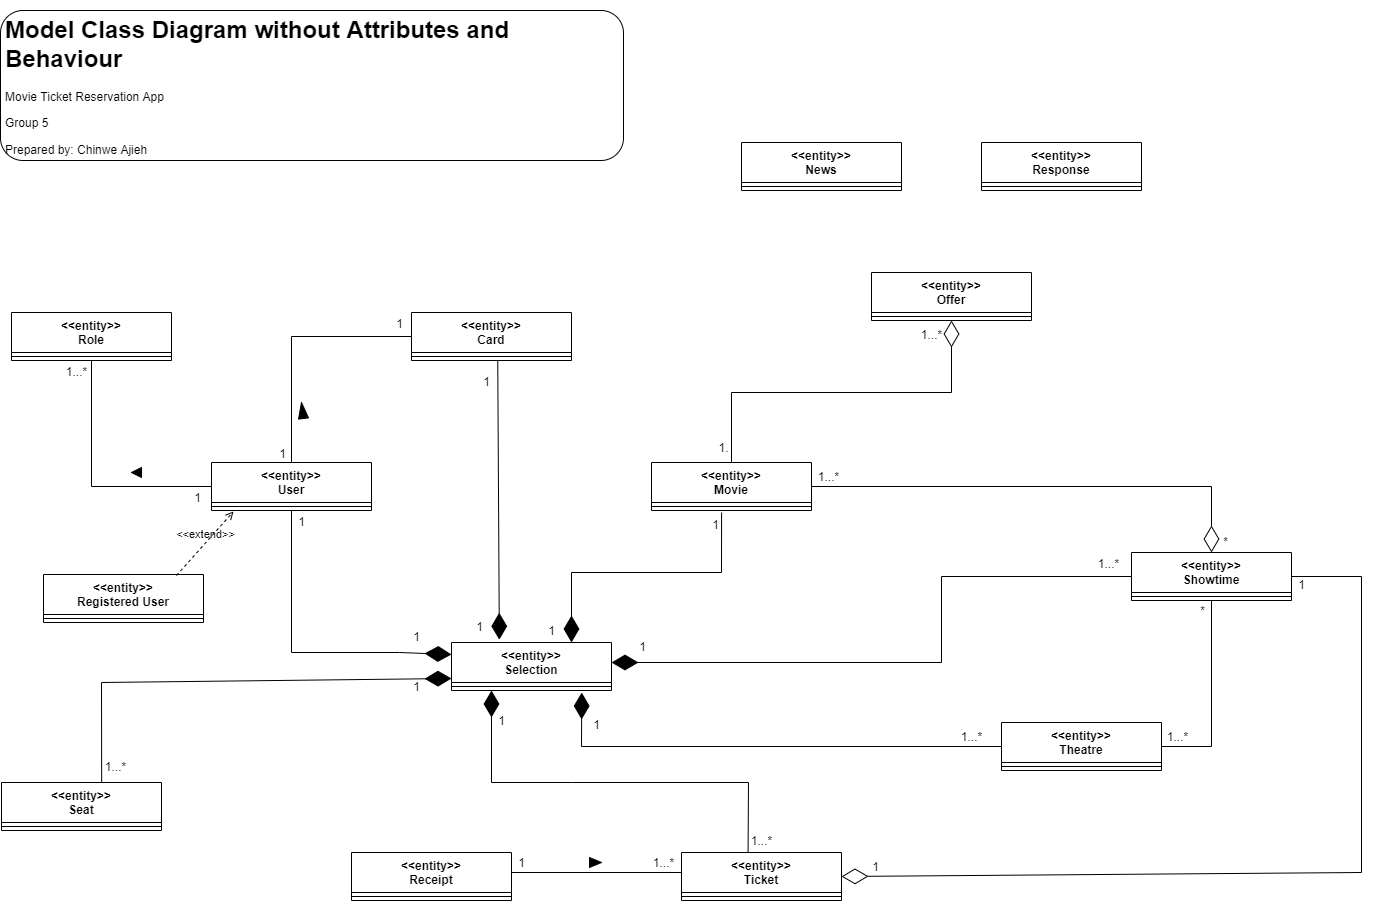 Model Class Diagram without Attributes and
Behaviour
Movie Ticket Reservation App
Group 5
Prepared by: Chinwe Ajieh
<<entity>>
News
<<entity>>
Response
<<entity>>
Offer
1...*
<<entity>>
Role
1...*
1
<<entity>>
Card
1
1
<<entity>>
User
1
1
1.
<<entity>>
Movie
1...*
1
<<extend>>
<<entity>>
Registered User
*
1...*
<<entity>>
Showtime
1
*
1
1
1
1
<<entity>>
Selection
1
1
1
1...*
<<entity>>
Theatre
1...*
1...*
<<entity>>
Seat
1...*
<<entity>>
Receipt
1
1...*
<<entity>>
Ticket
1